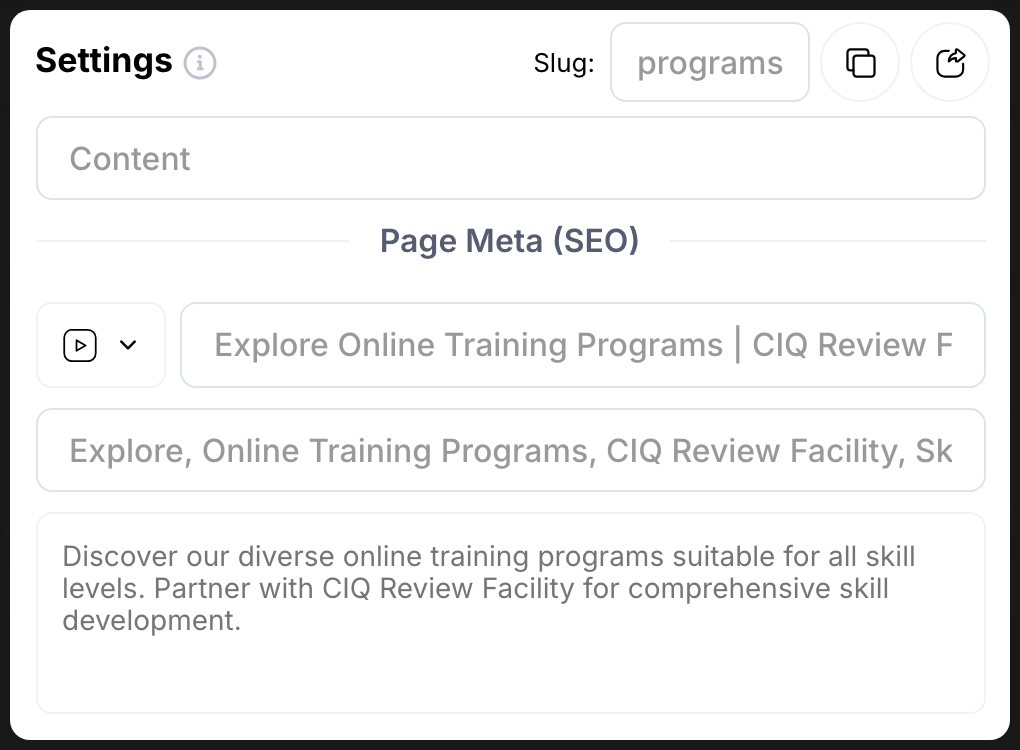 Settings
Slug: programs
Content
Page Meta (SEO)
Explore Online Training Programs | CIQ Review F
Explore, Online Training Programs, CIQ Review Facility, Sk
Discover our diverse online training programs suitable for all skill
levels. Partner with CIQ Review Facility for comprehensive skill
development.